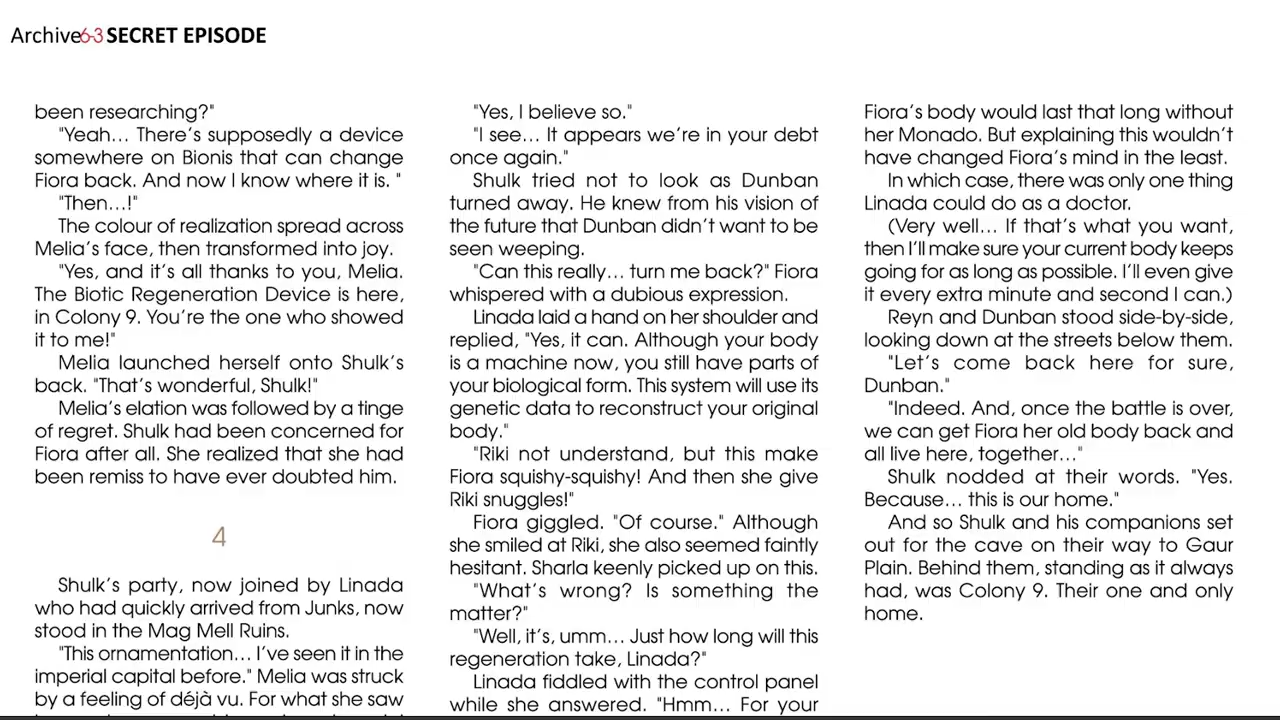 Archive6-3 SECRET EPISODE
been researching?"
"Yeah... There's supposedly a device
somewhere on Bionis that can change
Fiora back. And now I know where it is. "
"Then...!"
The colour of realization spread across
Melia's face, then transformed into joy.
"Yes, and it's all thanks to you, Melia.
The Biotic Regeneration Device is here,
in Colony 9. You're the one who showed
it to me!"
Melia launched herself onto Shulk's
back. "That's wonderful, Shulk!"
Melia's elation was followed by a tinge
of regret. Shulk had been concerned for
Fiora after all. She realized that she had
been remiss to have ever doubted him.
4
Shulk's party, now joined by Linada
who had quickly arrived from Junks, now
stood in the Mag Mell Ruins.
"This ornamentation... I've seen it in the
imperial capital before." Melia was struck
by a feeling of déjà vu. For what she saw
"Yes, I believe so."
"I see... It appears we're in your debt
once again."
Shulk tried not to look as Dunban
turned away. He knew from his vision of
the future that Dunban didn't want to be
seen weeping.
"Can this really... turn me back?" Fiora
whispered with a dubious expression.
Linada laid a hand on her shoulder and
replied, "Yes, it can. Although your body
is a machine now, you still have parts of
your biological form. This system will use its
genetic data to reconstruct your original
body."
"Riki not understand, but this make
Fiora squishy-squishy! And then she give
Riki snuggles!"
Fiora giggled. "Of course." Although
she smiled at Riki, she also seemed faintly
hesitant. Sharla keenly picked up on this.
"What's wrong? Is something the
matter?"
"Well, it's, umm... Just how long will this
regeneration take, Linada?"
Linada fiddled with the control panel
while she answered. "Hmm... For your
Fiora's body would last that long without
her Monado. But explaining this wouldn't
have changed Fiora's mind in the least.
In which case, there was only one thing
Linada could do as a doctor.
(Very well... If that's what you want,
then I'll make sure your current body keeps
going for as long as possible. I'll even give
it every extra minute and second I can.)
Reyn and Dunban stood side-by-side,
looking down at the streets below them.
"Let's come back here for sure,
Dunban."
"Indeed. And, once the battle is over,
we can get Fiora her old body back and
all live here, together..."
Shulk nodded at their words. "Yes.
Because... this is our home."
And so Shulk and his companions set
out for the cave on their way to Gaur
Plain. Behind them, standing as it always
had, was Colony 9. Their one and only
home.